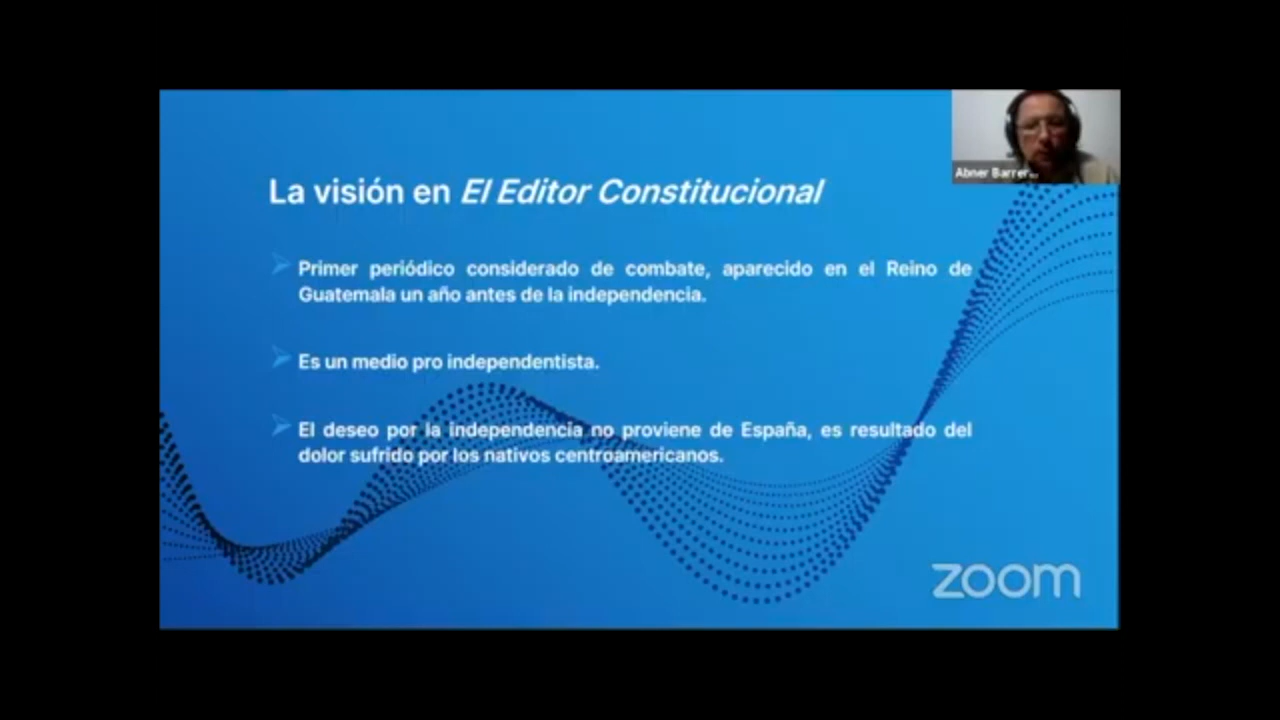 La visión en El Editor Constitucional
Abner Barrer...
Primer periódico considerado de combate, aparecido en el Reino de
Guatemala un año antes de la independencia.
Es un medio pro independentista.
El deseo por la independencia no proviene de España, es resultado del
dolor sufrido por los nativos centroamericanos.
zoom